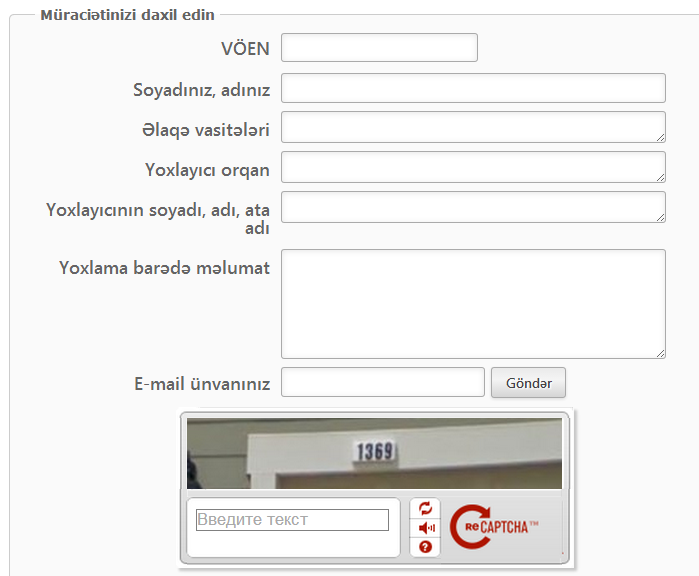 Müraciətinizi daxil edin
VÖEN
Soyadınız, adınız
Əlaqə vasitələri
Yoxlayıcı orqan
Yoxlayıcının soyadı, adı, ata
adı
Yoxlama barədə məlumat
E-mail ünvanınız
Göndər
1369
Введите текст
ReCAPTCHA™